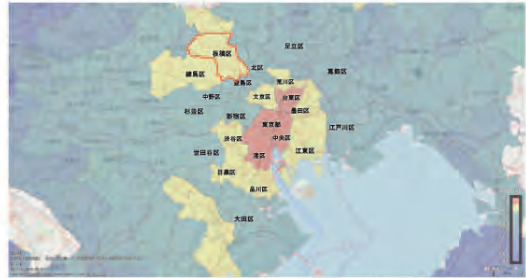 足立区
板橋区
北区
葛飾区
練馬区
豊島区
荒川区
文京区
台東区
中野区
墨田区
杉並区
新宿区
東京都
江戸川区
渋谷区
中央区
世田谷区
港区
江東区
目黒区
品川区
大田区